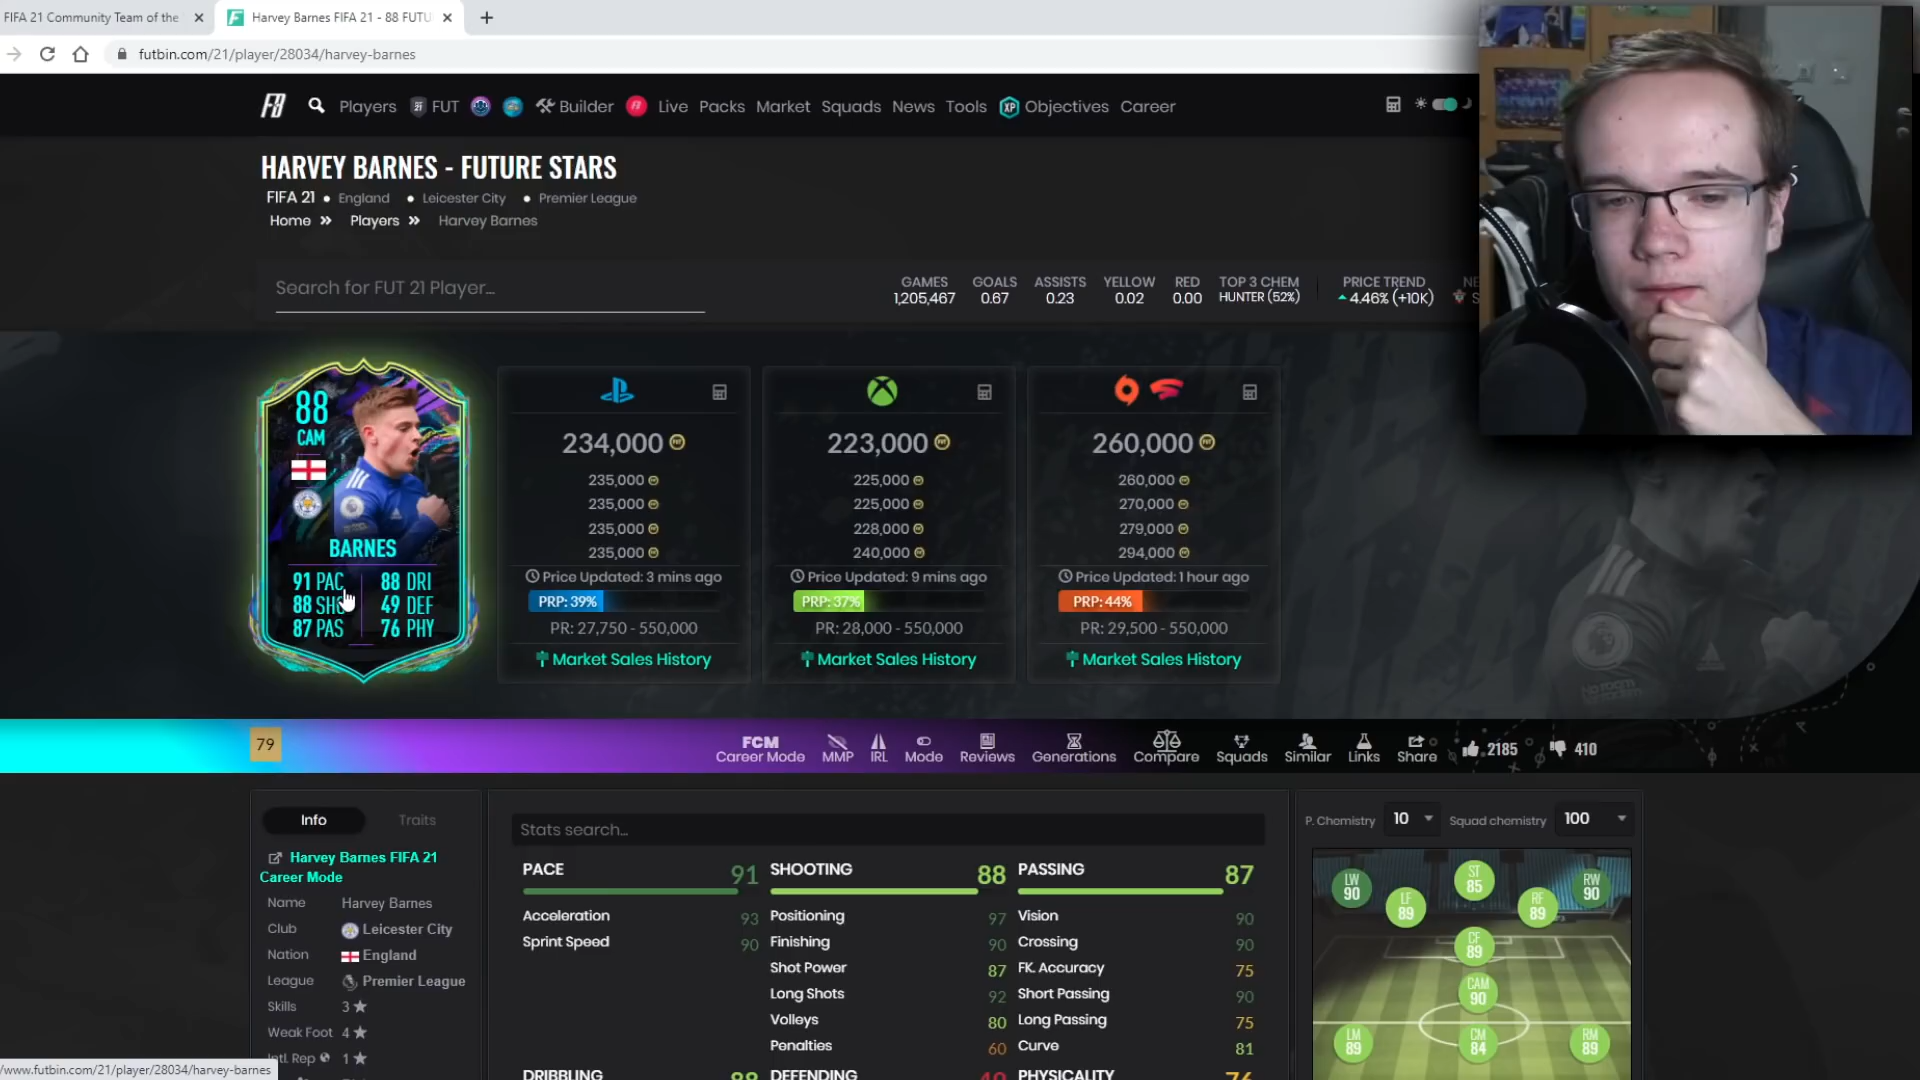 FIFA 21 Community Team of the
Harvey Barnes FIFA 21 - 88 FUTU
futbin.com/21/player/28034/harvey-barnes
Players FUT Builder Live Packs Market Squads News Tools Objectives Career
HARVEY BARNES - FUTURE STARS
FIFA 21 • England • Leicester City • Premier League
Home » Players » Harvey Barnes
Search for FUT 21 Player...
GAMES GOALS ASSISTS YELLOW RED TOP 3 CHEM PRICE TREND NE
1,205,467 0.67 0.23 0.02 0.00 HUNTER (52%) 4.46% (+10K) S
88
CAM
BARNES
91 PAC 88 DRI
88 SHO 49 DEF
87 PAS 76 PHY
234,000
235,000
235,000
235,000
235,000
Price Updated: 3 mins ago
PRP: 39%
PR: 27,750 - 550,000
Market Sales History
223,000
225,000
225,000
228,000
240,000
Price Updated: 9 mins ago
PRP: 37%
PR: 28,000 - 550,000
Market Sales History
260,000
260,000
270,000
279,000
294,000
Price Updated: 1 hour ago
PRP: 44%
PR: 29,500 - 550,000
Market Sales History
79
FCM
Career Mode MMP IRL Mode Reviews Generations Compare Squads Similar Links Share 2185 410
Info Traits
Harvey Barnes FIFA 21
Career Mode
Name Harvey Barnes
Club Leicester City
Nation England
League Premier League
Skills 3
Weak Foot 4
Intl. Rep 1
Stats search...
PACE 91
Acceleration 93
Sprint Speed 90
SHOOTING 88
Positioning 97
Finishing 90
Shot Power 87
Long Shots 92
Volleys 80
Penalties 60
PASSING 87
Vision 90
Crossing 90
FK. Accuracy 75
Short Passing 90
Long Passing 75
Curve 81
DRIBBLING 88 DEFENDING 49 PHYSICALITY 76
P. Chemistry 10 Squad chemistry 100
LW
90
ST
85
RW
90
LF
89
RF
89
CF
89
CAM
90
LM
89
CM
84
RM
89
/www.futbin.com/21/player/28034/harvey-barnes